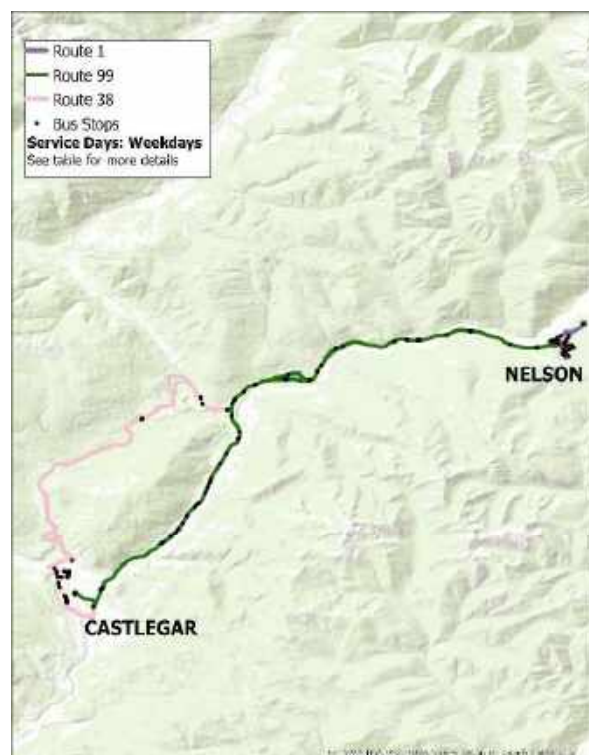 Route 1
Route 99
Route 38
Bus Stops
Service Days: Weekdays
See table for more details
NELSON
CASTLEGAR